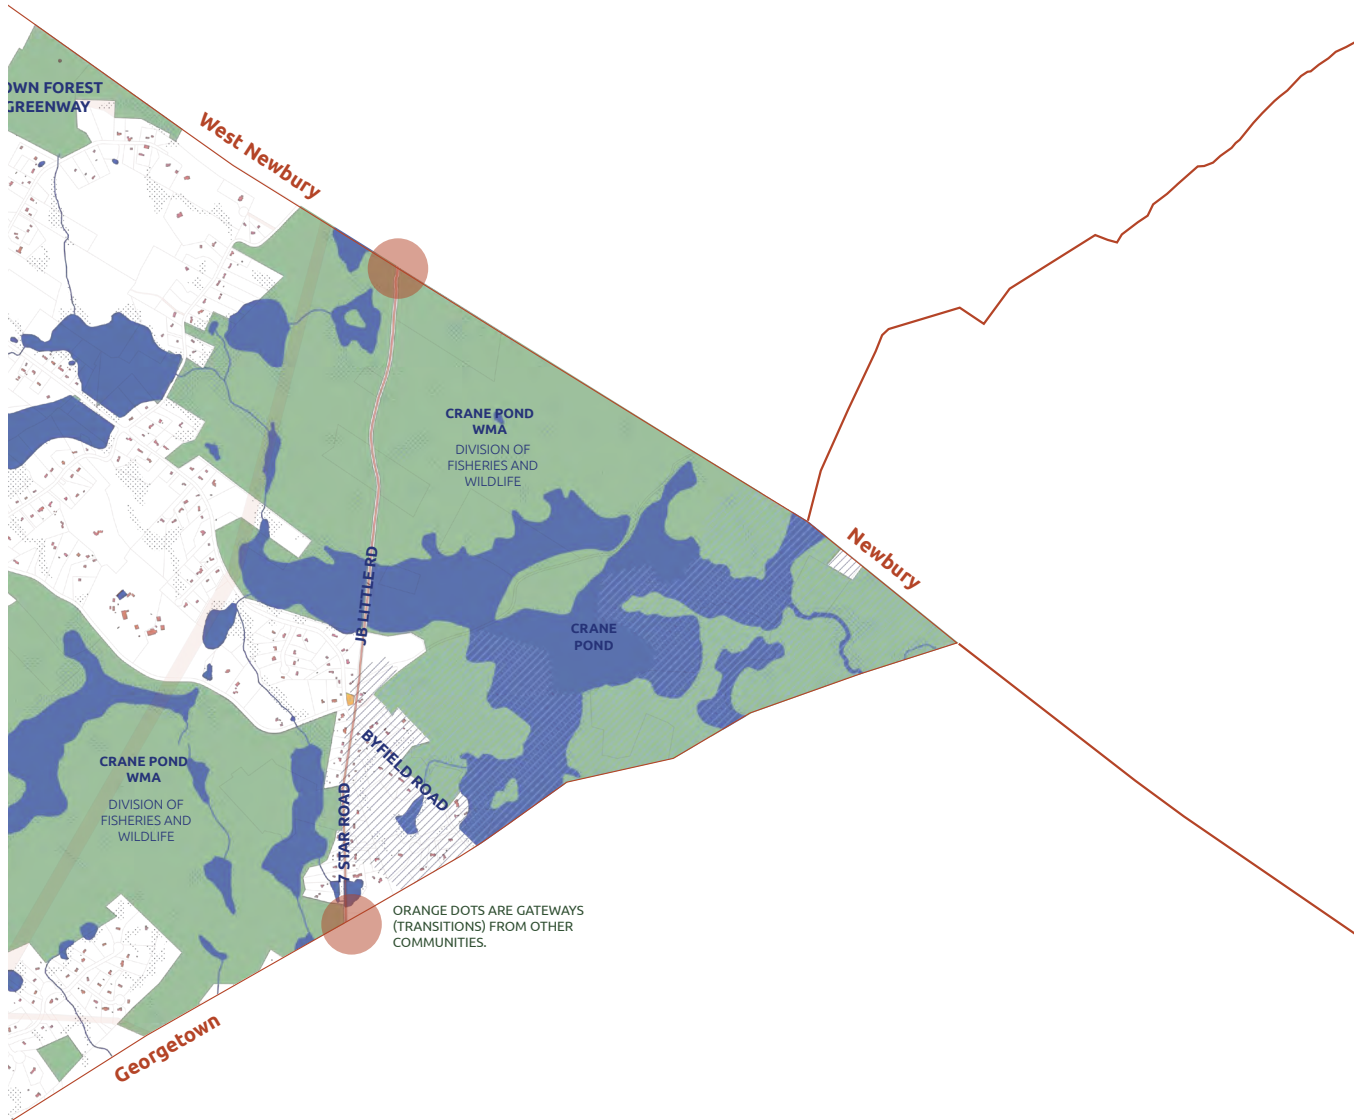 OWN FOREST
GREENWAY
West Newbury
CRANE POND
WMA
DIVISION OF
FISHERIES AND
WILDLIFE
Newbury
JB LITTLE RD
CRANE
POND
BYFIELD ROAD
CRANE POND
WMA
DIVISION OF
FISHERIES AND
WILDLIFE
7 STAR ROAD
ORANGE DOTS ARE GATEWAYS
(TRANSITIONS) FROM OTHER
COMMUNITIES.
Georgetown